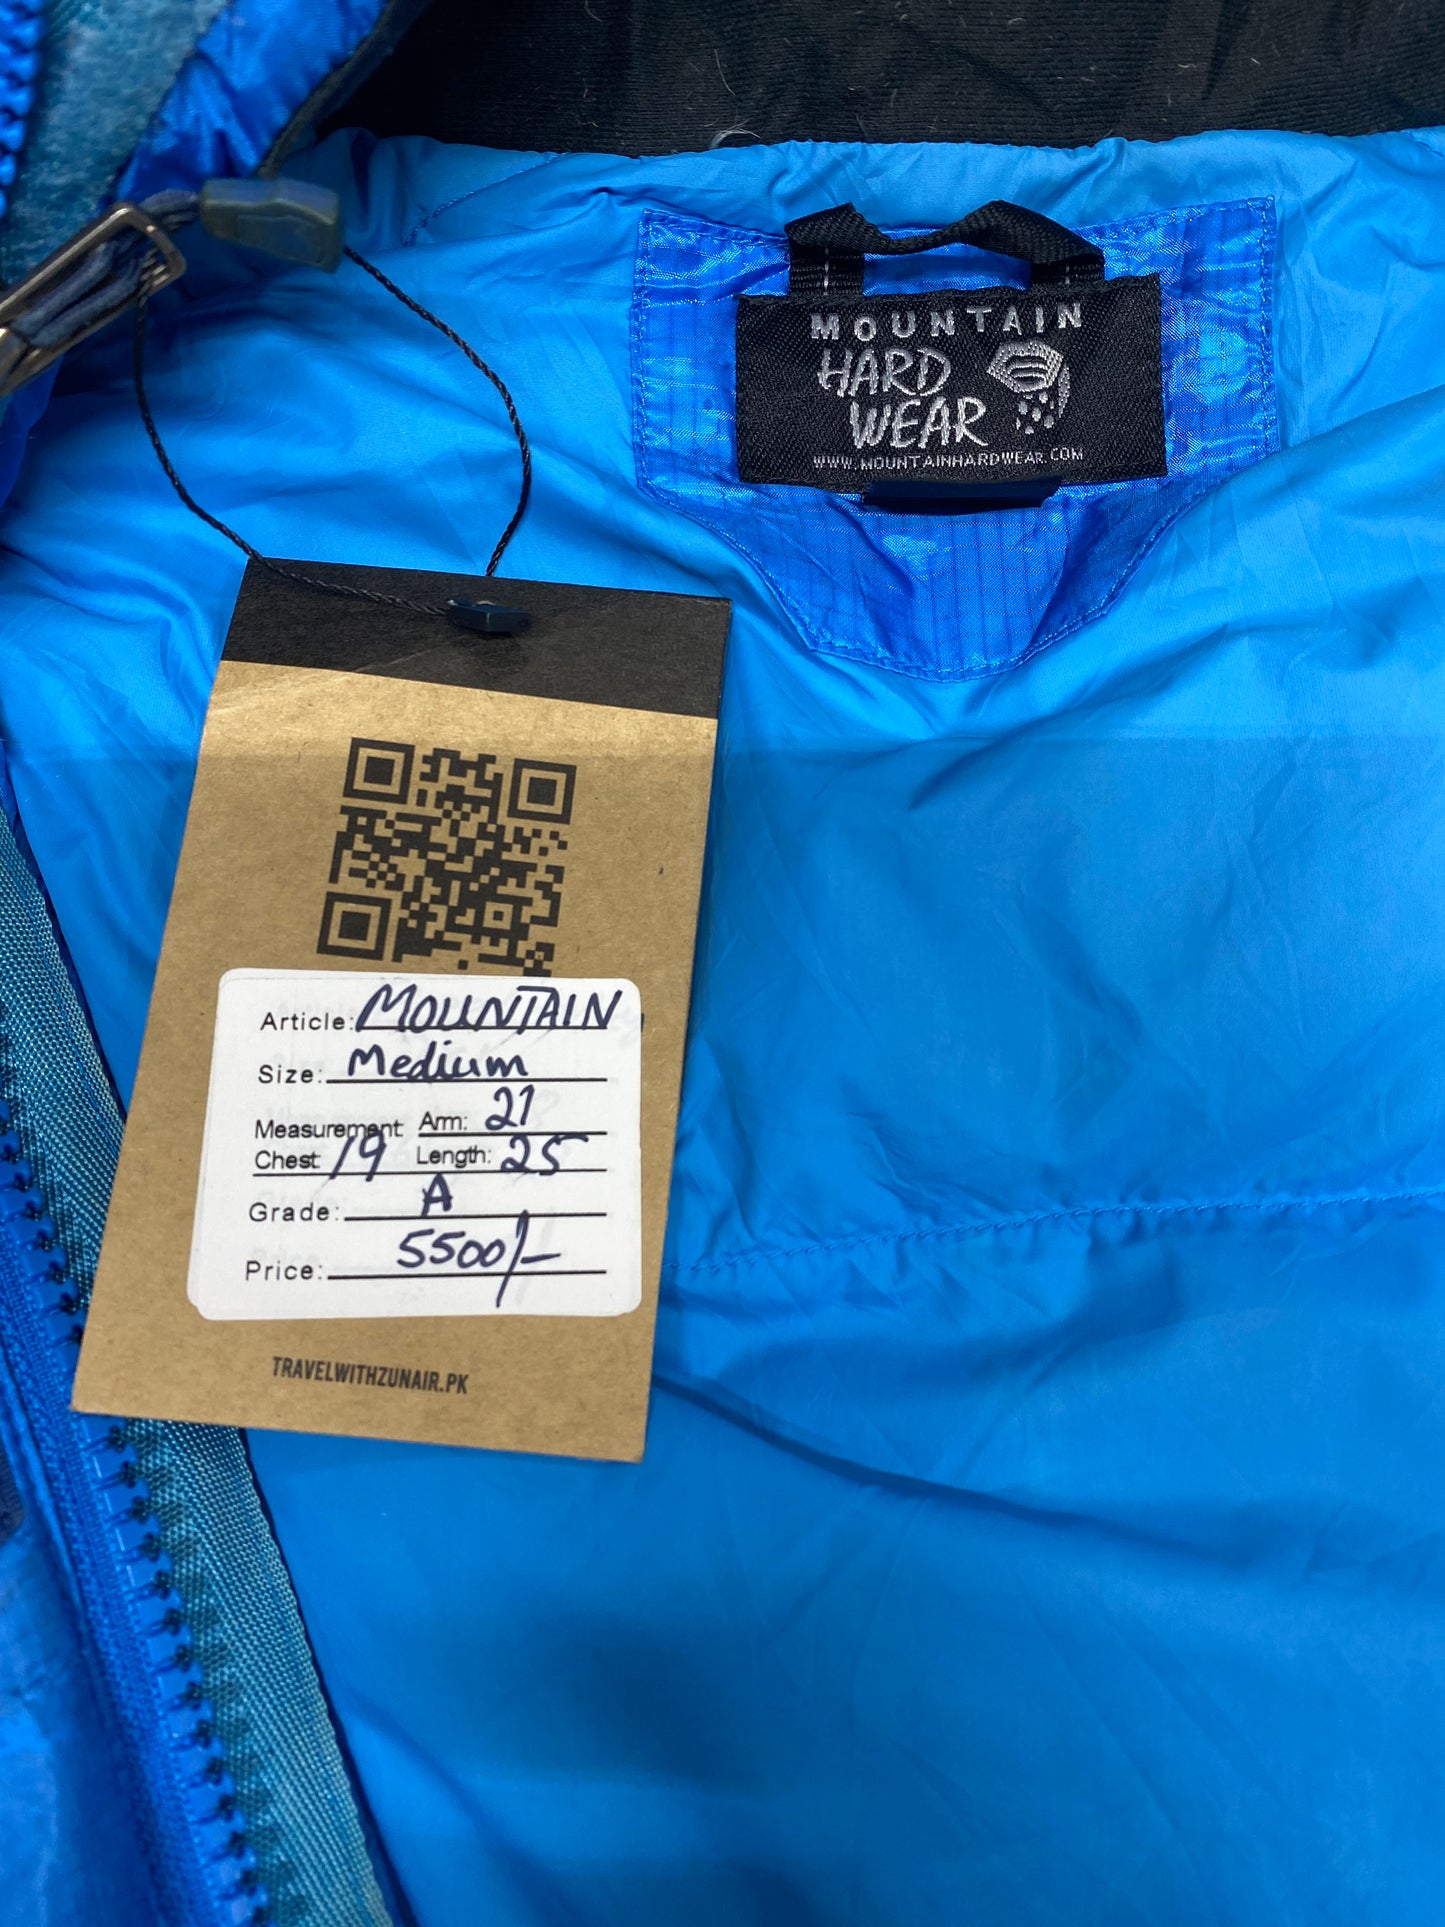 MOUNTAIN
HARD
WEAR
WWW.MOUNTAINHARDWEAR.COM
Article: MOUNTAIN
Size: Medium
Measurement: Arm: 21
Chest: 19 Length: 25
Grade: A
Price: 5500/-
TRAVELWITHZUNAIR.PK